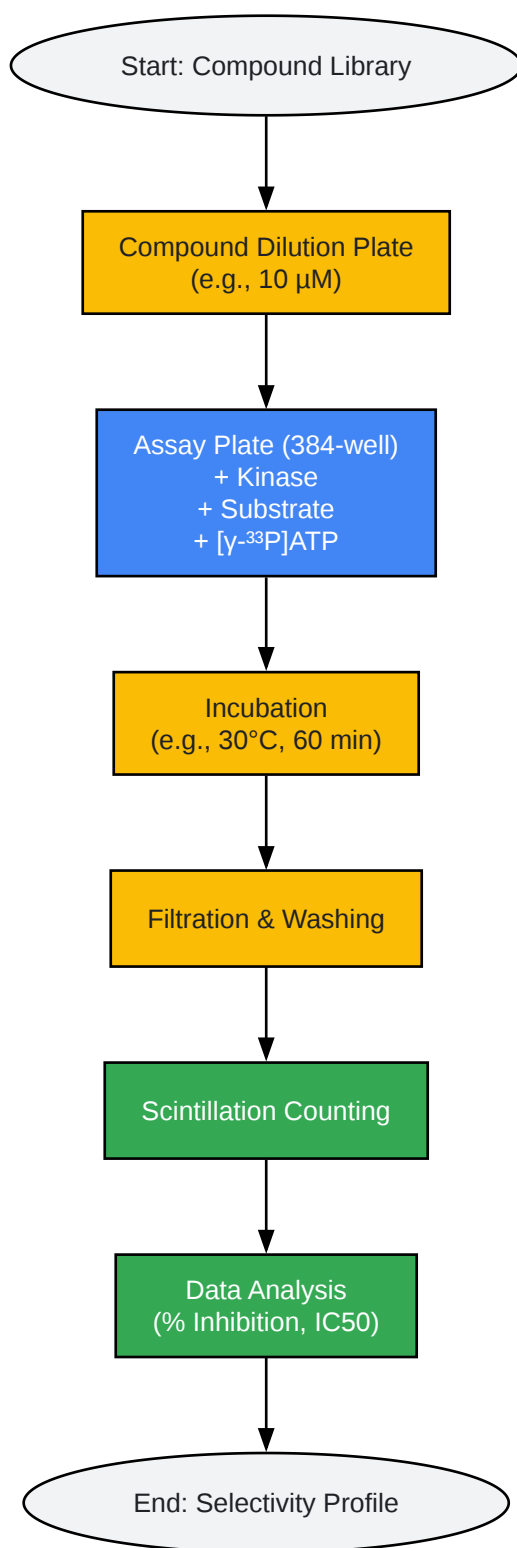 Start: Compound Library
Compound Dilution Plate
(e.g., 10 µM)
Assay Plate (384-well)
+ Kinase
+ Substrate
+ [γ-³³P]ATP
Incubation
(e.g., 30°C, 60 min)
Filtration & Washing
Scintillation Counting
Data Analysis
(% Inhibition, IC50)
End: Selectivity Profile